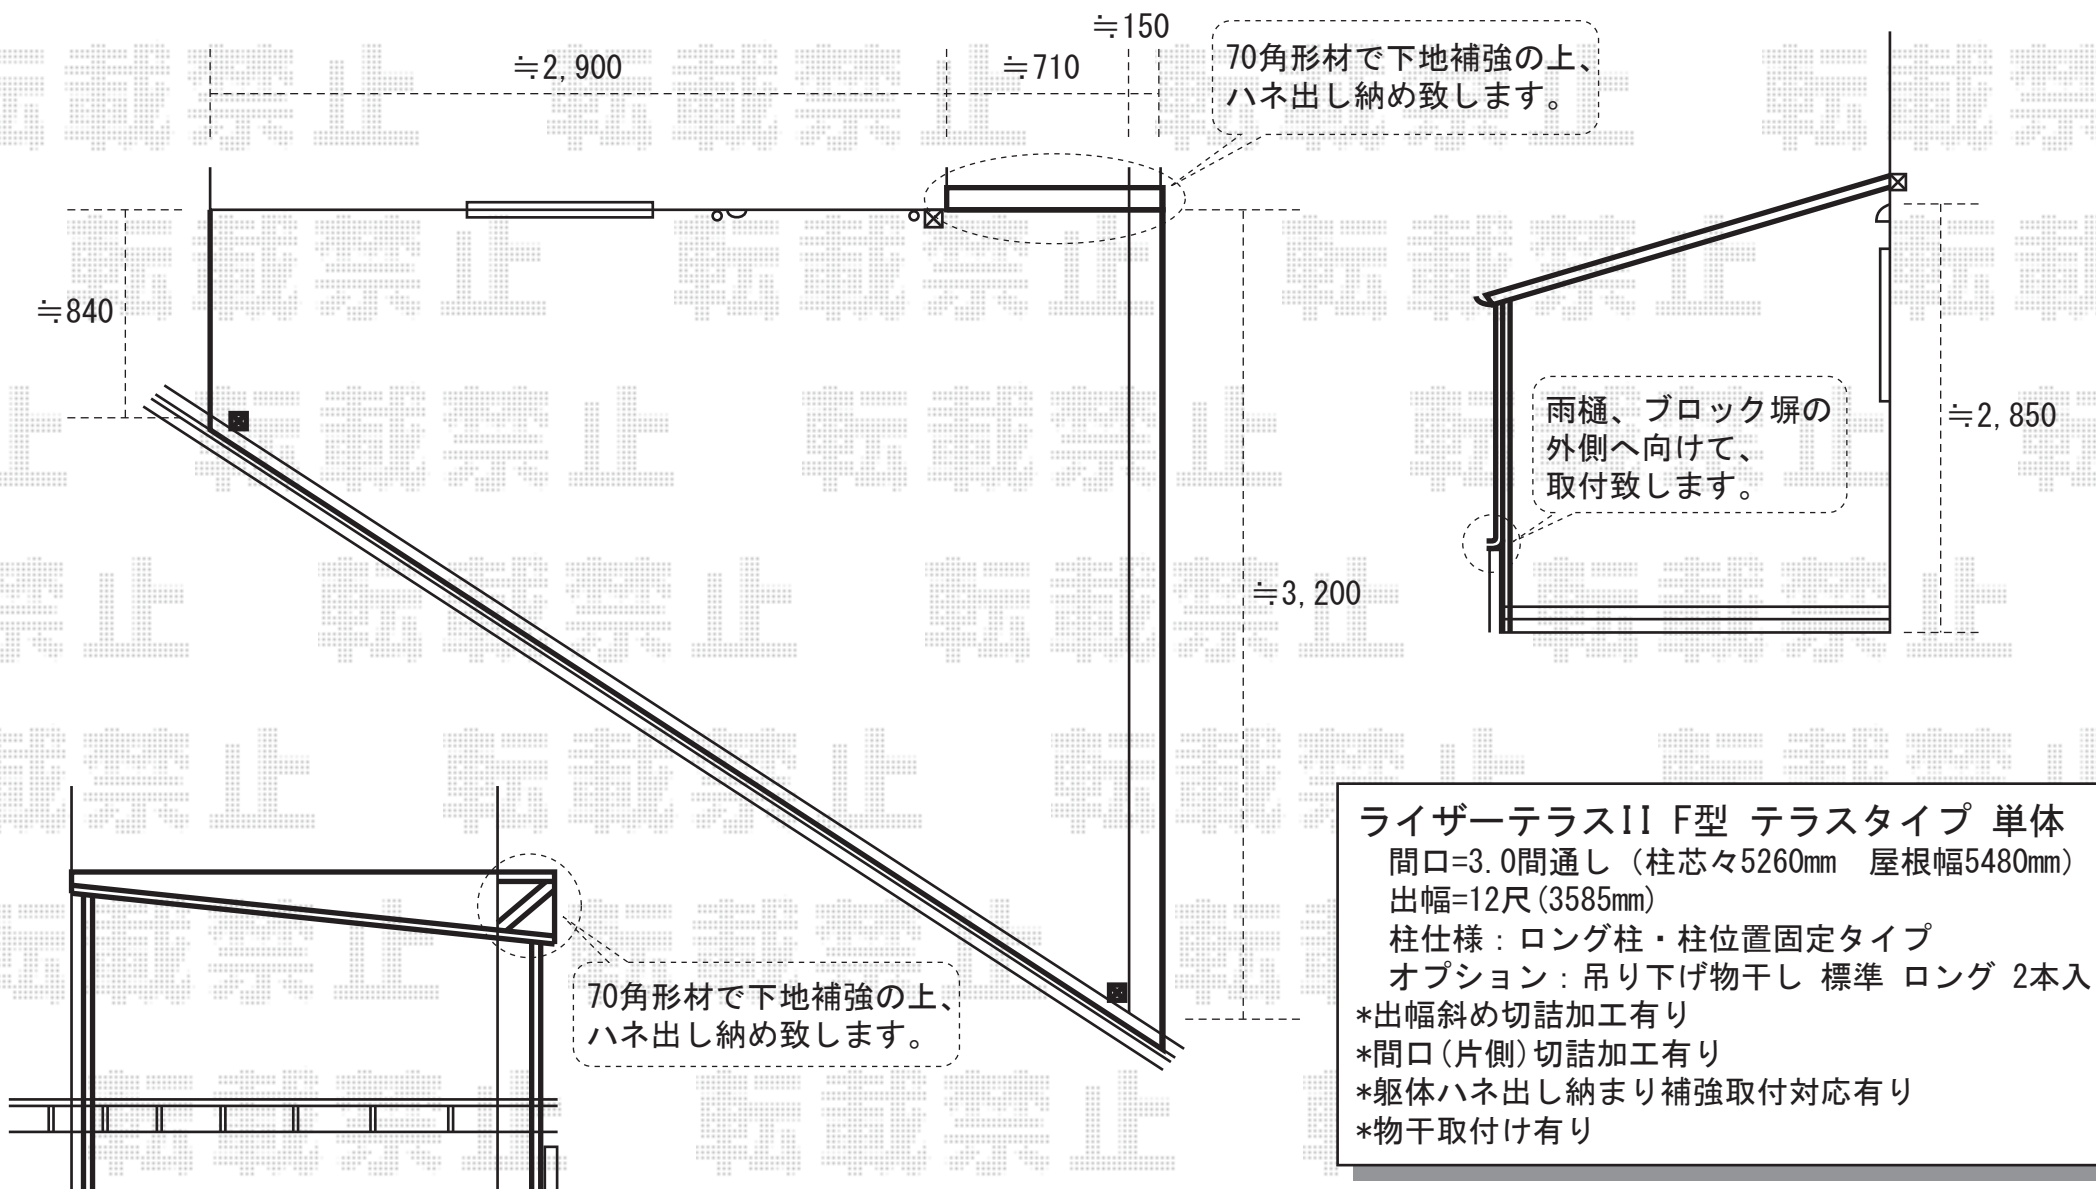 ≒150
≒2,900
≒710
70角形材で下地補強の上、
ハネ出し納め致します。
≒840
≒3,200
雨樋、ブロック塀の
外側へ向けて、
取付致します。
≒2,850
70角形材で下地補強の上、
ハネ出し納め致します。
ライザーテラスII F型 テラスタイプ 単体
間口=3.0間通し（柱芯々5260mm　屋根幅5480mm）
出幅=12尺(3585mm)
柱仕様：ロング柱・柱位置固定タイプ
オプション：吊り下げ物干し 標準 ロング 2本入
*出幅斜め切詰加工有り
*間口(片側)切詰加工有り
*躯体ハネ出し納まり補強取付対応有り
*物干取付け有り
転載禁止